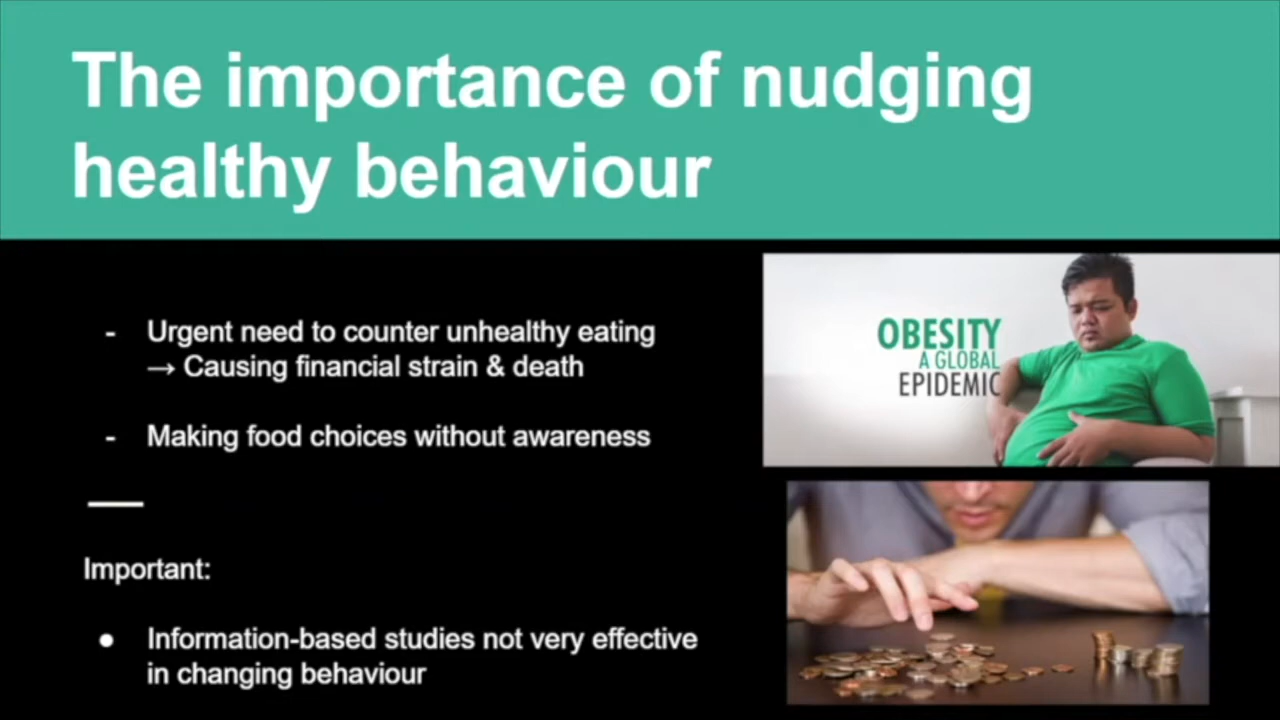 The importance of nudging
healthy behaviour
- Urgent need to counter unhealthy eating
→ Causing financial strain & death
- Making food choices without awareness
Important:
● Information-based studies not very effective
in changing behaviour
OBESITY
A GLOBAL
EPIDEMIC